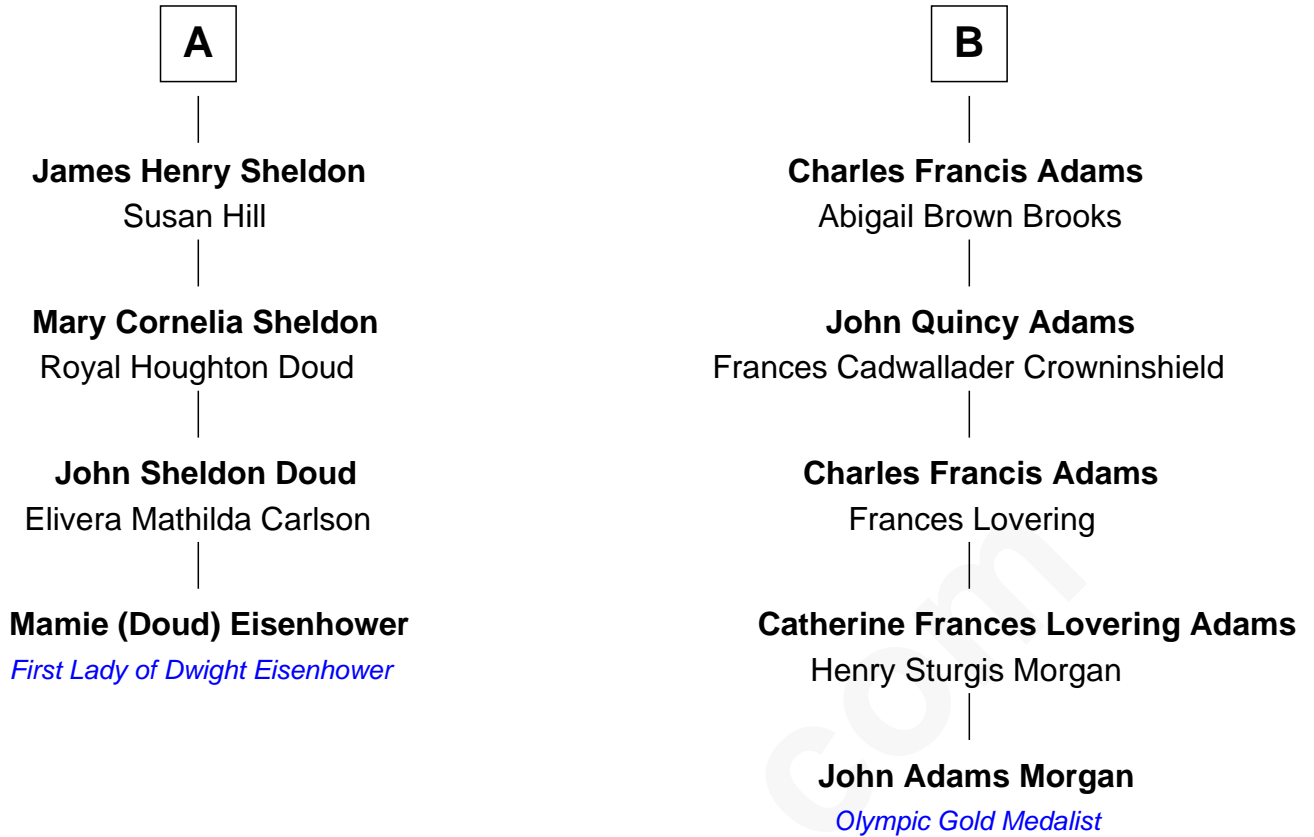 A
James Henry Sheldon
Susan Hill
Mary Cornelia Sheldon
Royal Houghton Doud
John Sheldon Doud
Elivera Mathilda Carlson
Mamie (Doud) Eisenhower
First Lady of Dwight Eisenhower
B
Charles Francis Adams
Abigail Brown Brooks
John Quincy Adams
Frances Cadwallader Crowninshield
Charles Francis Adams
Frances Lovering
Catherine Frances Lovering Adams
Henry Sturgis Morgan
John Adams Morgan
Olympic Gold Medalist
com